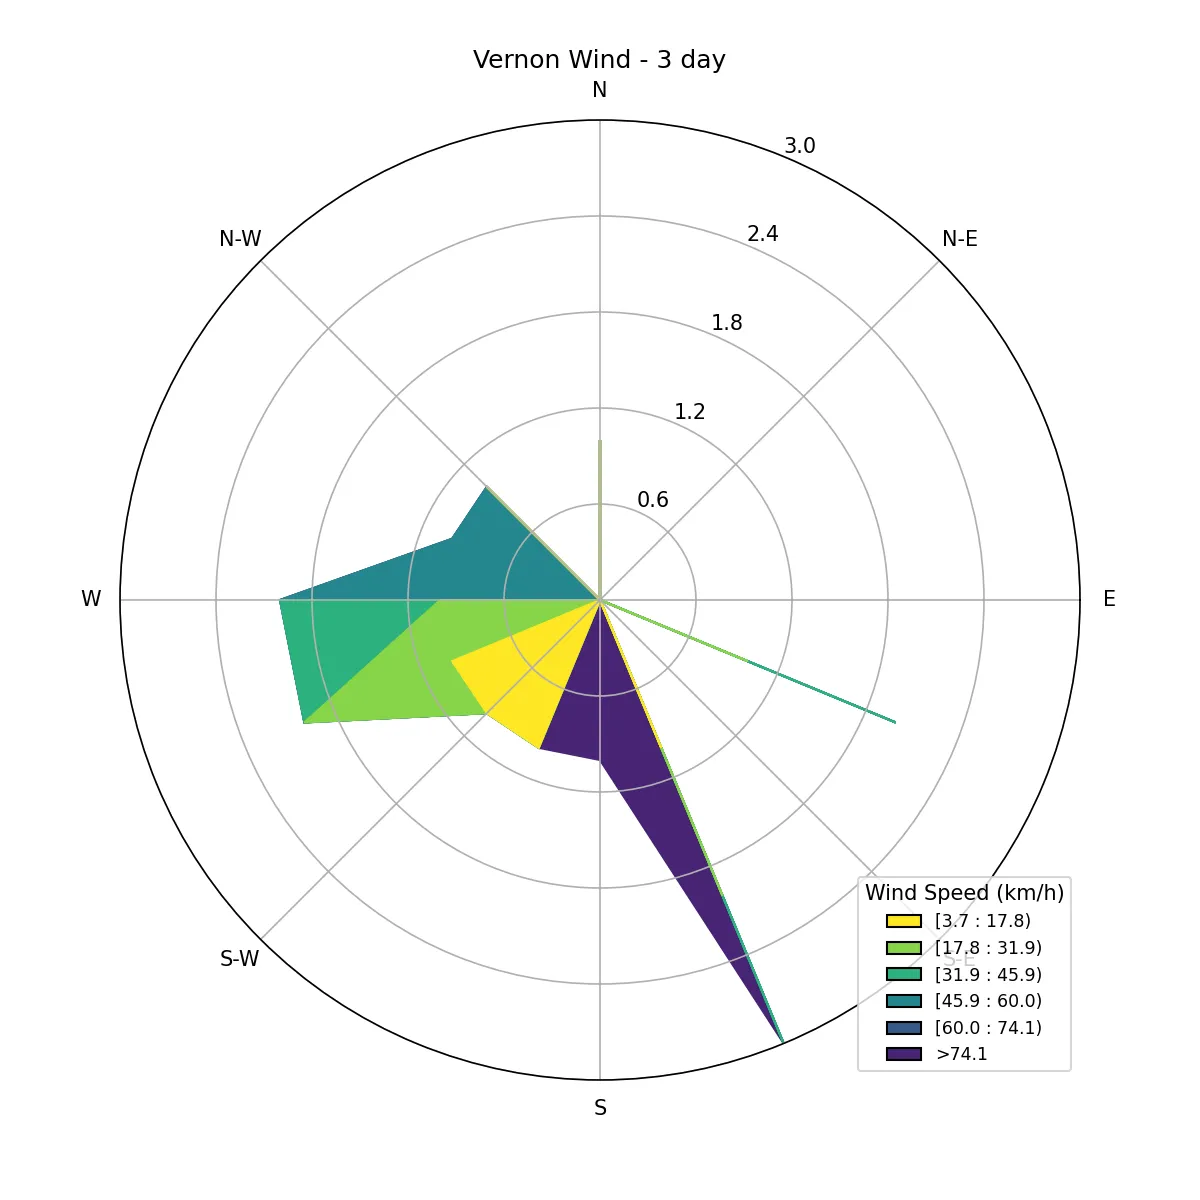 Vernon Wind - 3 day
N
3.0
N-W
N-E
2.4
1.8
1.2
0.6
W
E
S-W
S-E
S
Wind Speed (km/h)
[3.7 : 17.8)
[17.8 : 31.9)
[31.9 : 45.9)
[45.9 : 60.0)
[60.0 : 74.1)
>74.1